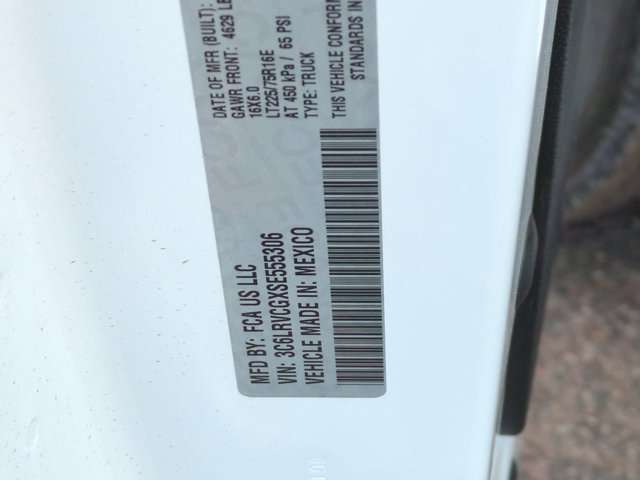 MFD BY: FCA US LLC
VIN: 3C6LRVCGXSE555306
VEHICLE MADE IN: MEXICO
DATE OF MFR (BUILT):
GAWR FRONT: 4629 LB
16X6.0
LT225/75R16E
AT 450 kPa / 65 PSI
TYPE: TRUCK
THIS VEHICLE CONFORM
STANDARDS IN